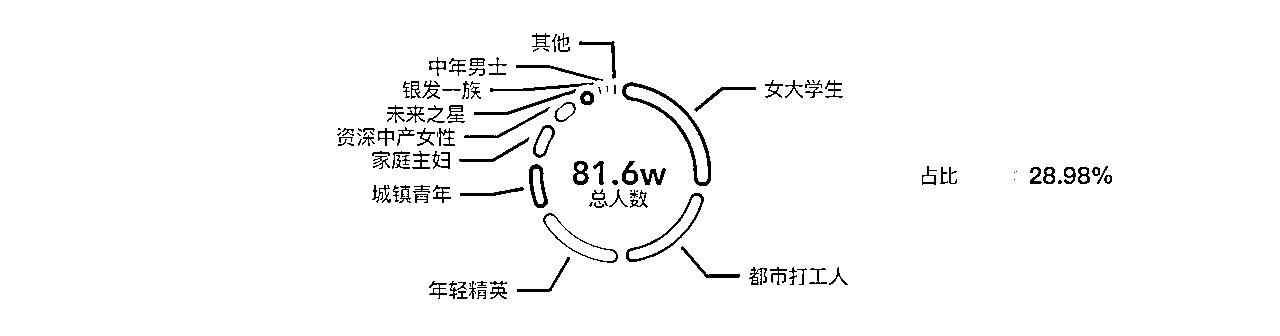 其他
中年男士
银发一族
女大学生
未来之星
资深中产女性
家庭主妇
81.6w
占比 28.98%
城镇青年
总人数
都市打工人
年轻精英